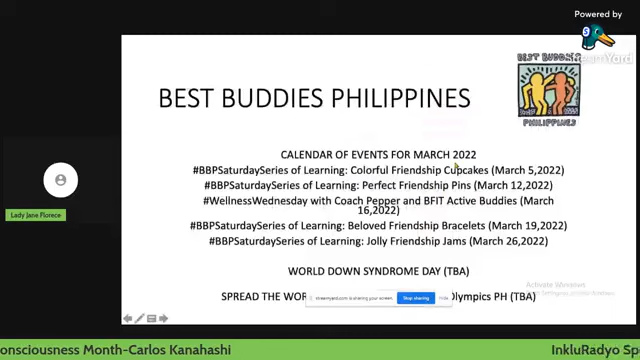 Powered by
StreamYard
BEST BUDDIES
PHILIPPINES
BEST BUDDIES PHILIPPINES
CALENDAR OF EVENTS FOR MARCH 2022
#BBPSaturdaySeries of Learning: Colorful Friendship Cupcakes (March 5,2022)
#BBPSaturdaySeries of Learning: Perfect Friendship Pins (March 12,2022)
#WellnessWednesday with Coach Pepper and BFIT Active Buddies (March
16,2022)
#BBPSaturdaySeries of Learning: Beloved Friendship Bracelets (March 19,2022)
#BBPSaturdaySeries of Learning: Jolly Friendship Jams (March 26,2022)
WORLD DOWN SYNDROME DAY (TBA)
SPREAD THE WOR
Olympics PH (TBA)
streamyard.com is sharing your screen.
Stop sharing
Hide
Activate Windows
Lady Jane Florece
onsciousness Month-Carlos Kanahashi
InkluRadyo Sp